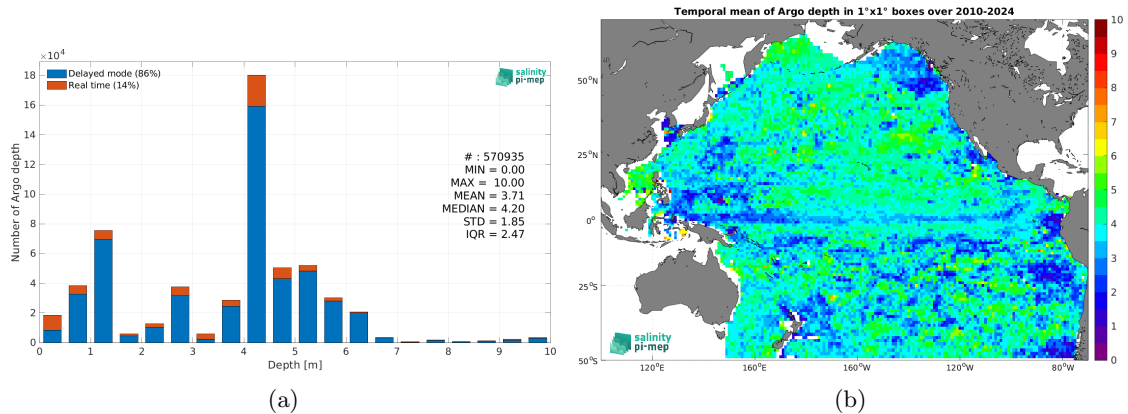 ×10⁴
18
16
14
12
10
8
6
4
2
0
Number of Argo depth
Delayed mode (86%)
Real time (14%)
salinity
pi-mep
# : 570935
MIN = 0.00
MAX = 10.00
MEAN = 3.71
MEDIAN = 4.20
STD = 1.85
IQR = 2.47
0 1 2 3 4 5 6 7 8 9 10
Depth [m]
(a)
Temporal mean of Argo depth in 1°x1° boxes over 2010-2024
50°N
25°N
0°
25°S
50°S
120°E 160°E 160°W 120°W 80°W
salinity
pi-mep
10
9
8
7
6
5
4
3
2
1
0
(b)